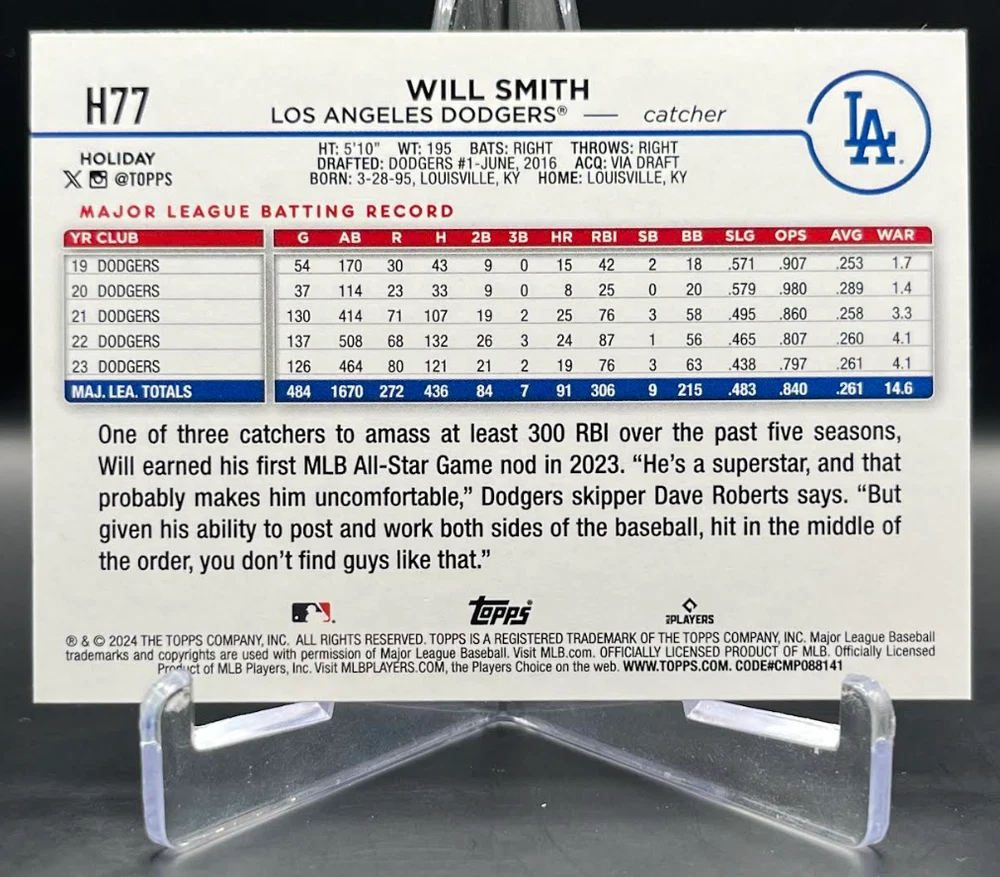 H77
WILL SMITH
LOS ANGELES DODGERS® — catcher
LA
HOLIDAY
X @TOPPS
HT: 5'10" WT: 195 BATS: RIGHT THROWS: RIGHT
DRAFTED: DODGERS #1-JUNE, 2016 ACQ: VIA DRAFT
BORN: 3-28-95, LOUISVILLE, KY HOME: LOUISVILLE, KY
MAJOR LEAGUE BATTING RECORD
YR CLUB G AB R H 2B 3B HR RBI SB BB SLG OPS AVG WAR
19 DODGERS 54 170 30 43 9 0 15 42 2 18 .571 .907 .253 1.7
20 DODGERS 37 114 23 33 9 0 8 25 0 20 .579 .980 .289 1.4
21 DODGERS 130 414 71 107 19 2 25 76 3 58 .495 .860 .258 3.3
22 DODGERS 137 508 68 132 26 3 24 87 1 56 .465 .807 .260 4.1
23 DODGERS 126 464 80 121 21 2 19 76 3 63 .438 .797 .261 4.1
MAJ. LEA. TOTALS 484 1670 272 436 84 7 91 306 9 215 .483 .840 .261 14.6
One of three catchers to amass at least 300 RBI over the past five seasons,
Will earned his first MLB All-Star Game nod in 2023. “He’s a superstar, and that
probably makes him uncomfortable,” Dodgers skipper Dave Roberts says. “But
given his ability to post and work both sides of the baseball, hit in the middle of
the order, you don’t find guys like that.”
Topps®
MLBPLAYERS
® & © 2024 THE TOPPS COMPANY, INC. ALL RIGHTS RESERVED. TOPPS IS A REGISTERED TRADEMARK OF THE TOPPS COMPANY, INC. Major League Baseball
trademarks and copyrights are used with permission of Major League Baseball. Visit MLB.com. OFFICIALLY LICENSED PRODUCT OF MLB. Officially Licensed
Product of MLB Players, Inc. Visit MLBPLAYERS.COM, the Players Choice on the web. WWW.TOPPS.COM. CODE#CMP088141